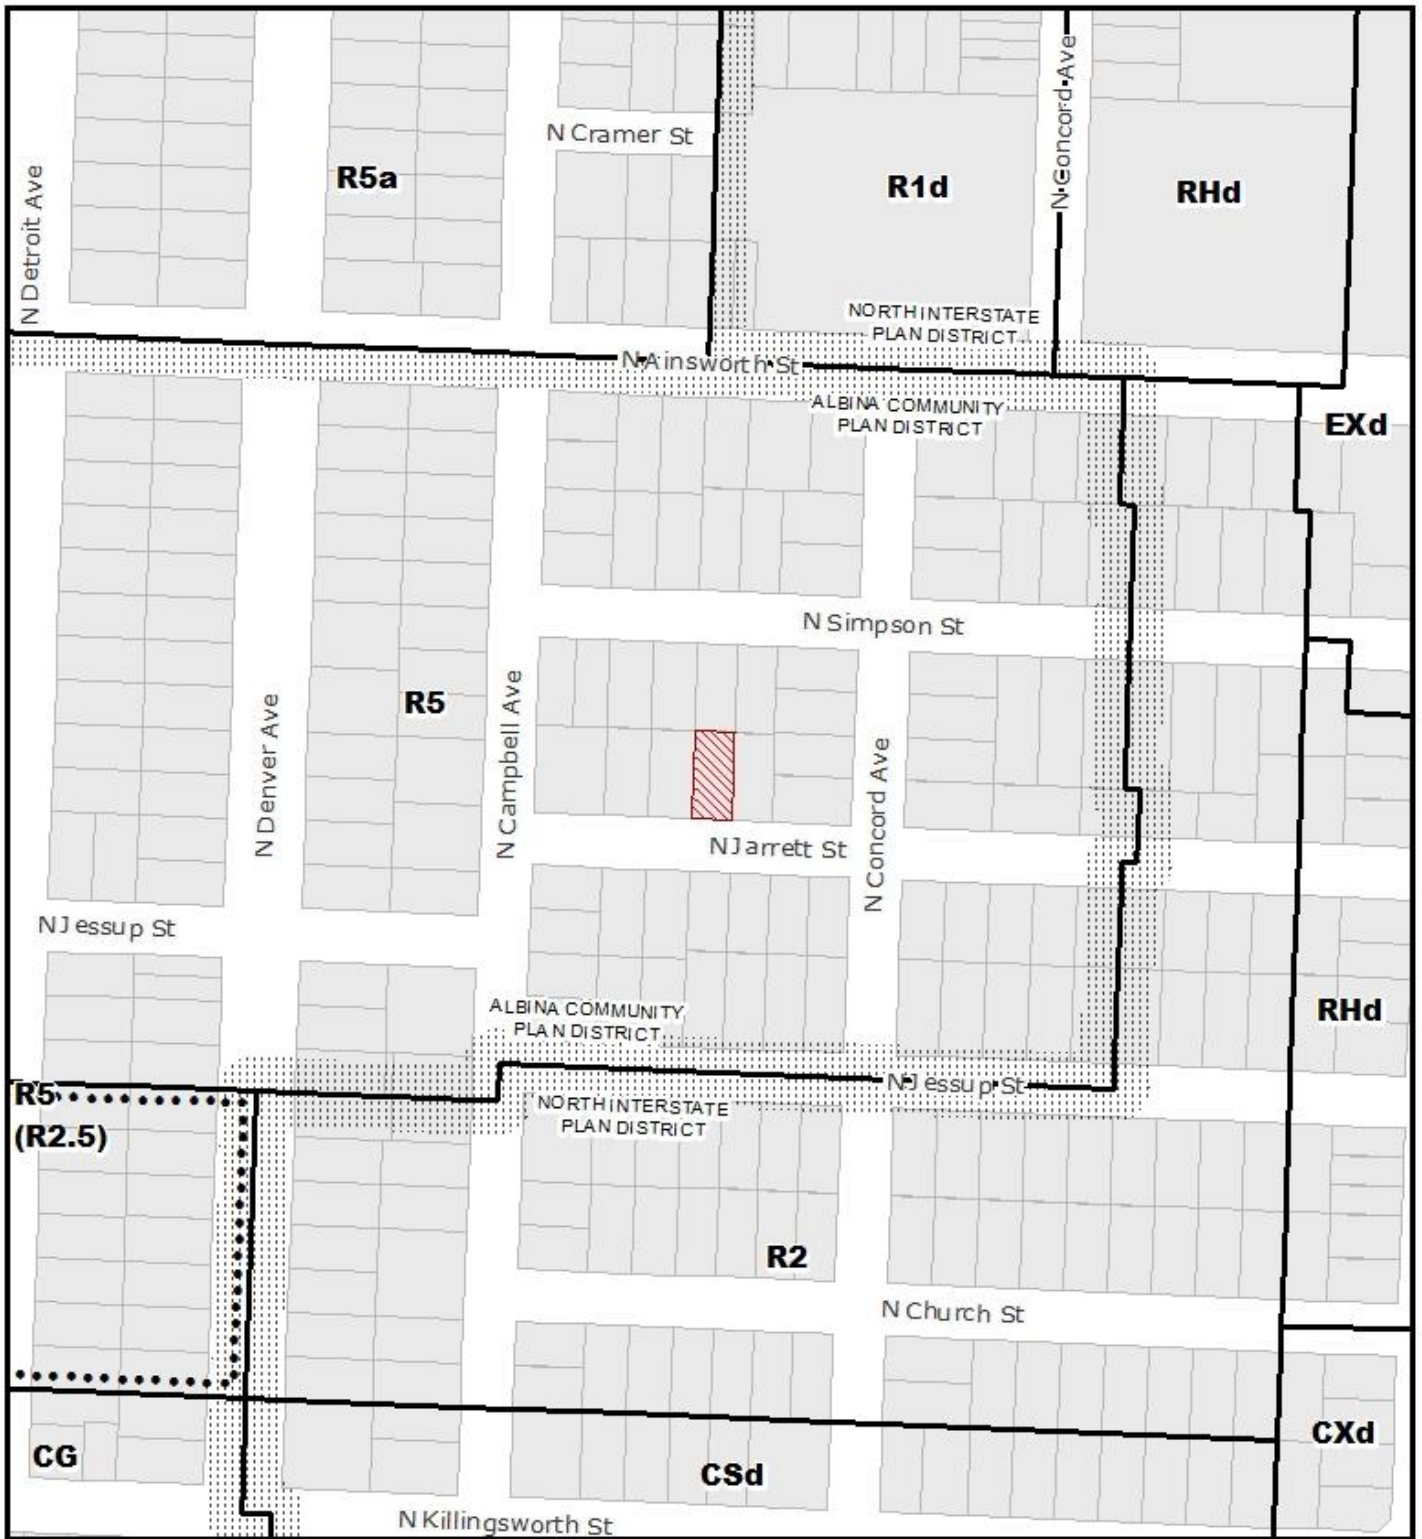 N Cramer St
N Concord Ave
N Detroit Ave
R5a
R1d
RHd
NORTH INTERSTATE
PLAN DISTRICT
N Ainsworth St
ALBINA COMMUNITY
PLAN DISTRICT
EXd
N Simpson St
R5
N Campbell Ave
N Denver Ave
N Concord Ave
N Jarrett St
N Jessup St
ALBINA COMMUNITY
PLAN DISTRICT
RHd
N Jessup St
R5
(R2.5)
NORTH INTERSTATE
PLAN DISTRICT
R2
N Church St
CG
CSd
CXd
N Killingsworth St